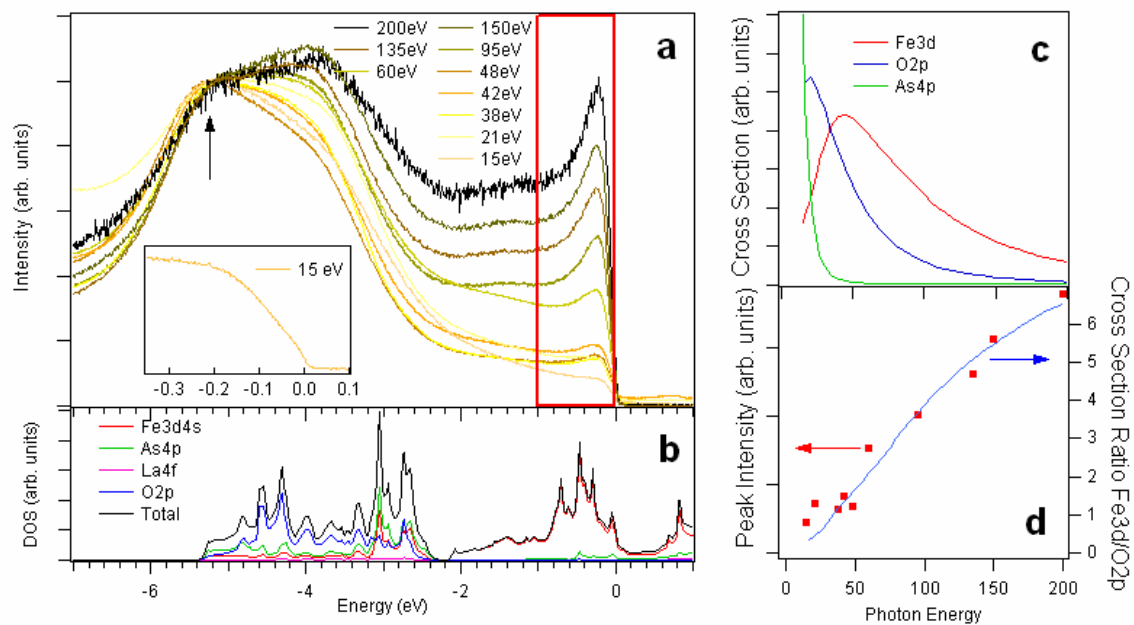 a
200eV 150eV
135eV 95eV
60eV 48eV
42eV
38eV
21eV
15eV
Intensity (arb. units)
15 eV
-0.3 -0.2 -0.1 0.0 0.1
b
Fe3d4s
As4p
La4f
O2p
Total
DOS (arb. units)
-6 -4 -2 0
Energy (eV)
c
Fe3d
O2p
As4p
Cross Section (arb. units)
d
Peak Intensity (arb. units)
Cross Section Ratio Fe3d/O2p
6
5
4
3
2
1
0
0 50 100 150 200
Photon Energy